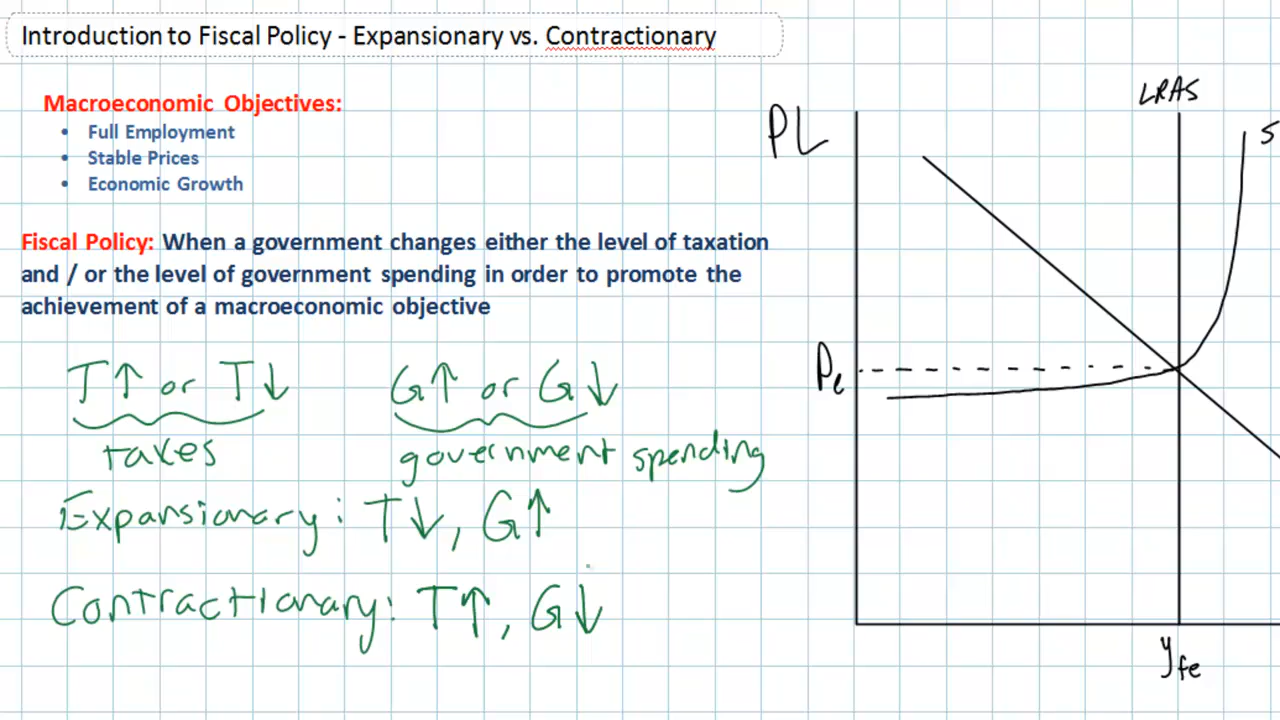 Introduction to Fiscal Policy - Expansionary vs. Contractionary
Macroeconomic Objectives:
• Full Employment
• Stable Prices
• Economic Growth
Fiscal Policy: When a government changes either the level of taxation
and / or the level of government spending in order to promote the
achievement of a macroeconomic objective
T↑ or T↓ G↑ or G↓
taxes government spending
Expansionary: T↓, G↑
Contractionary: T↑, G↓
LRAS
PL
S
Pe
Yfe